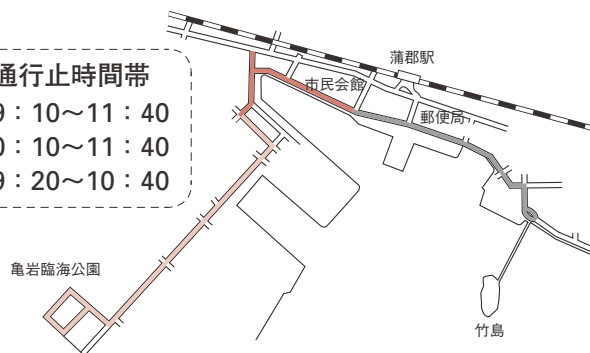 通行止時間帯
9：10～11：40
0：10～11：40
9：20～10：40
蒲郡駅
市民会館
郵便局
亀岩臨海公園
竹島